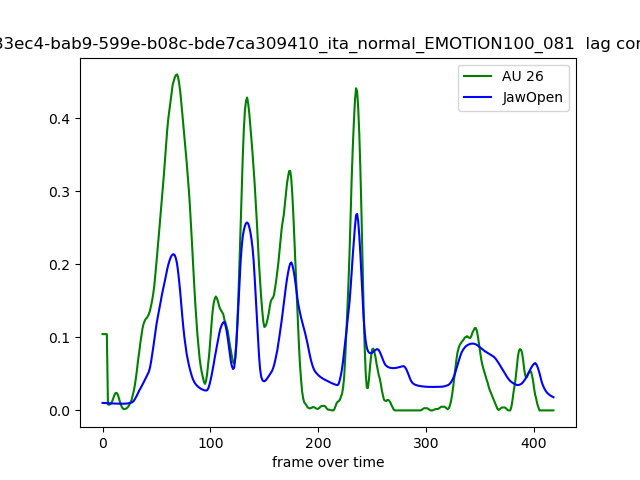 33ec4-bab9-599e-b08c-bde7ca309410_ita_normal_EMOTION100_081 lag cor
AU 26
JawOpen
0.4
0.3
0.2
0.1
0.0
0 100 200 300 400
frame over time